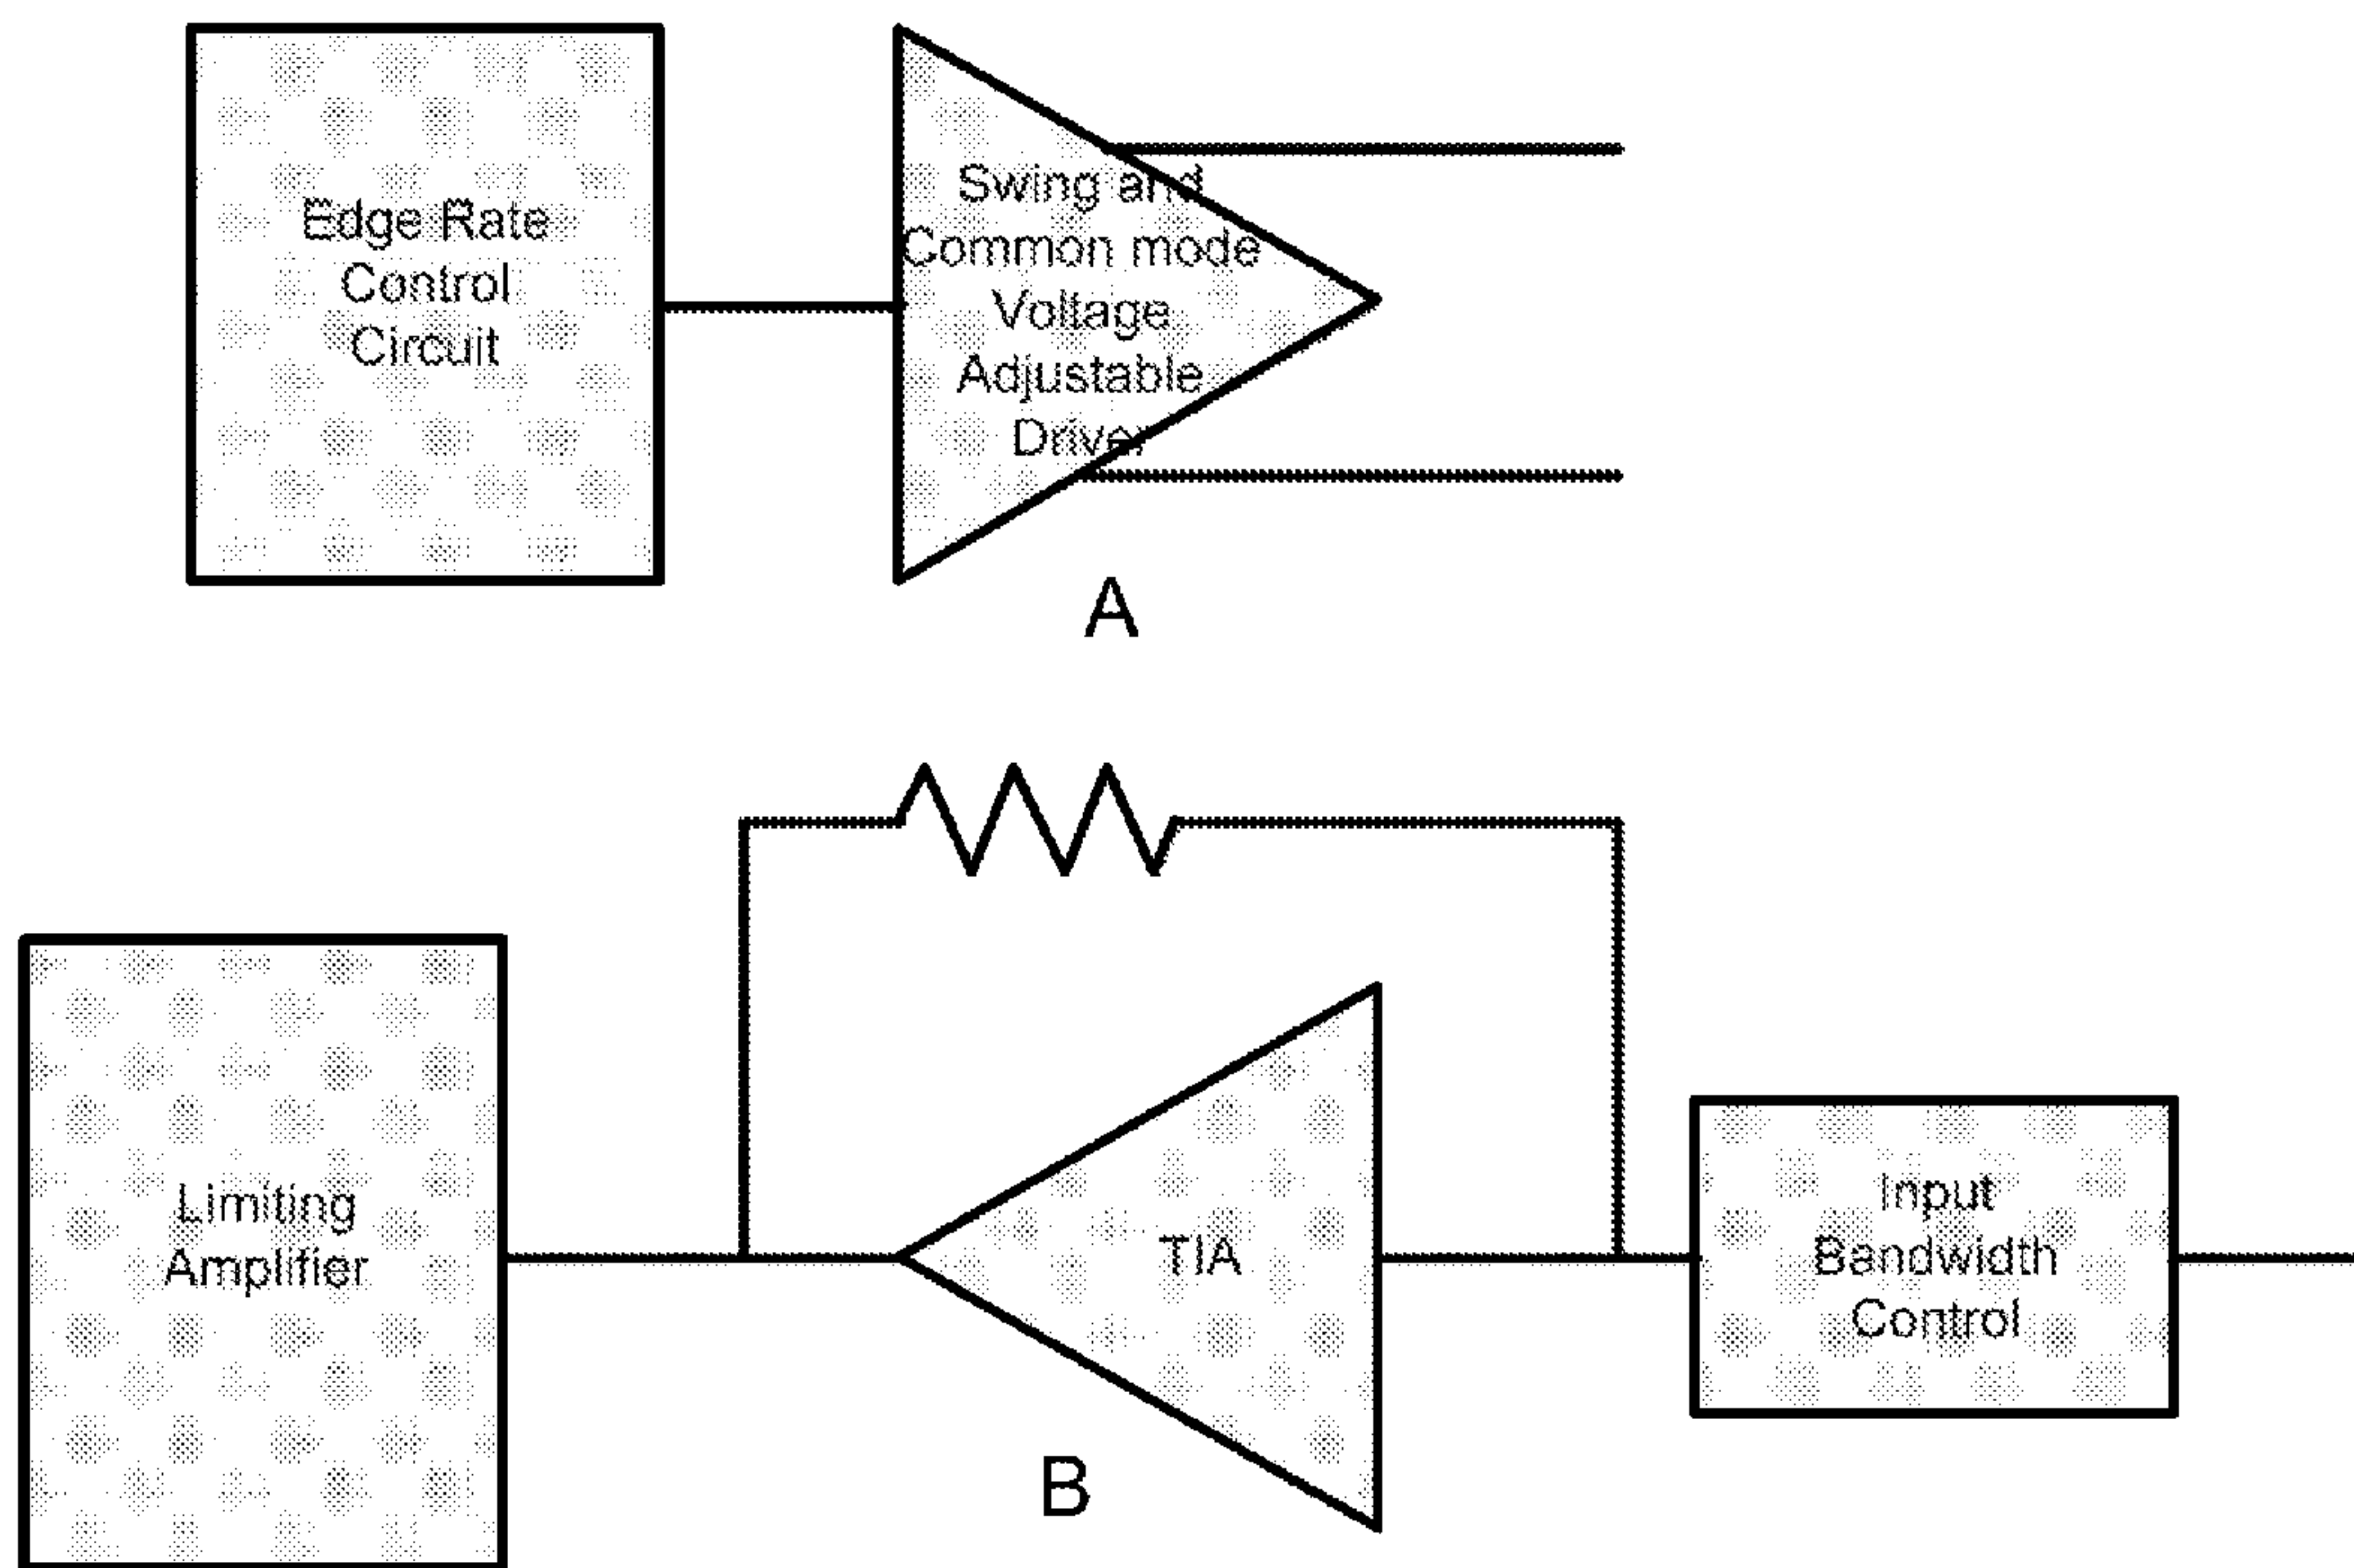 Edge Rate
Control
Circuit
Swing and
Common mode
Voltage
Adjustable
Driver
A
Limiting
Amplifier
TIA
Input
Bandwidth
Control
B